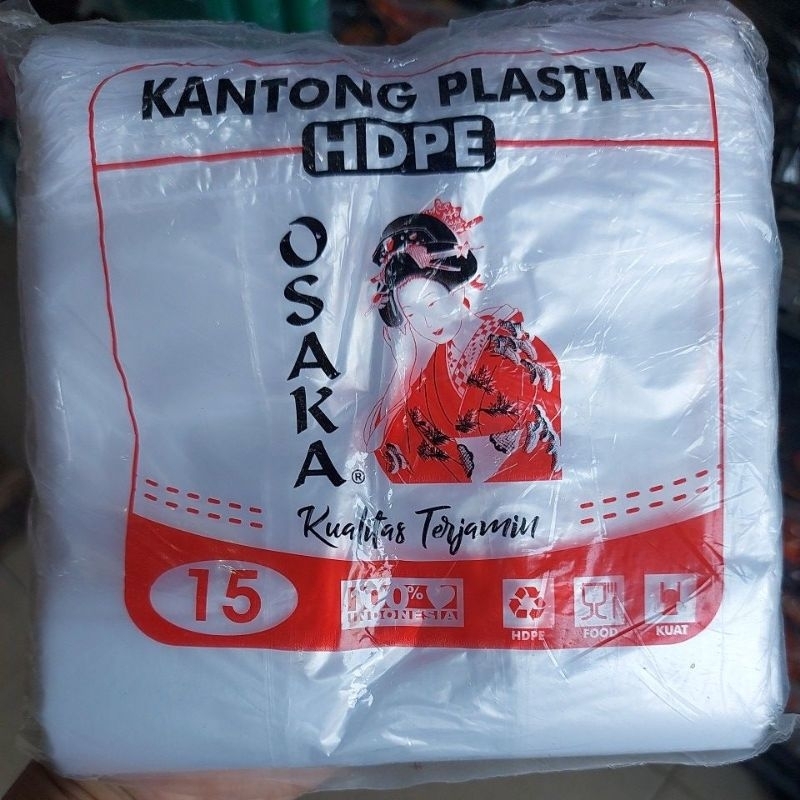 KANTONG PLASTIK
HDPE
OSAKA®
Kualitas Terjamin
15
100%
INDONESIA
HDPE
FOOD
KUAT